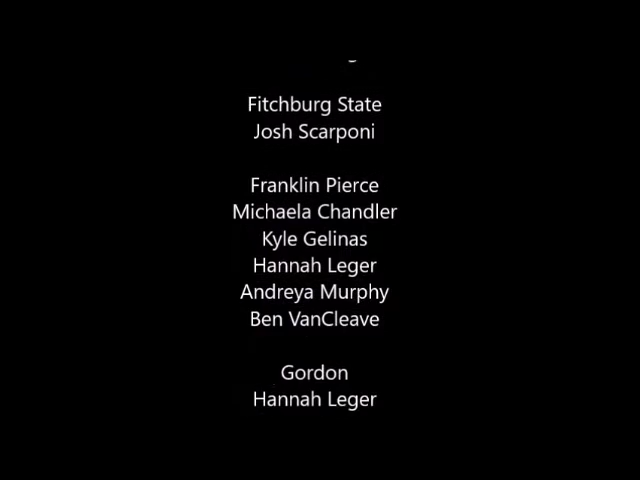 Fitchburg State
Josh Scarponi
Franklin Pierce
Michaela Chandler
Kyle Gelinas
Hannah Leger
Andreya Murphy
Ben VanCleave
Gordon
Hannah Leger